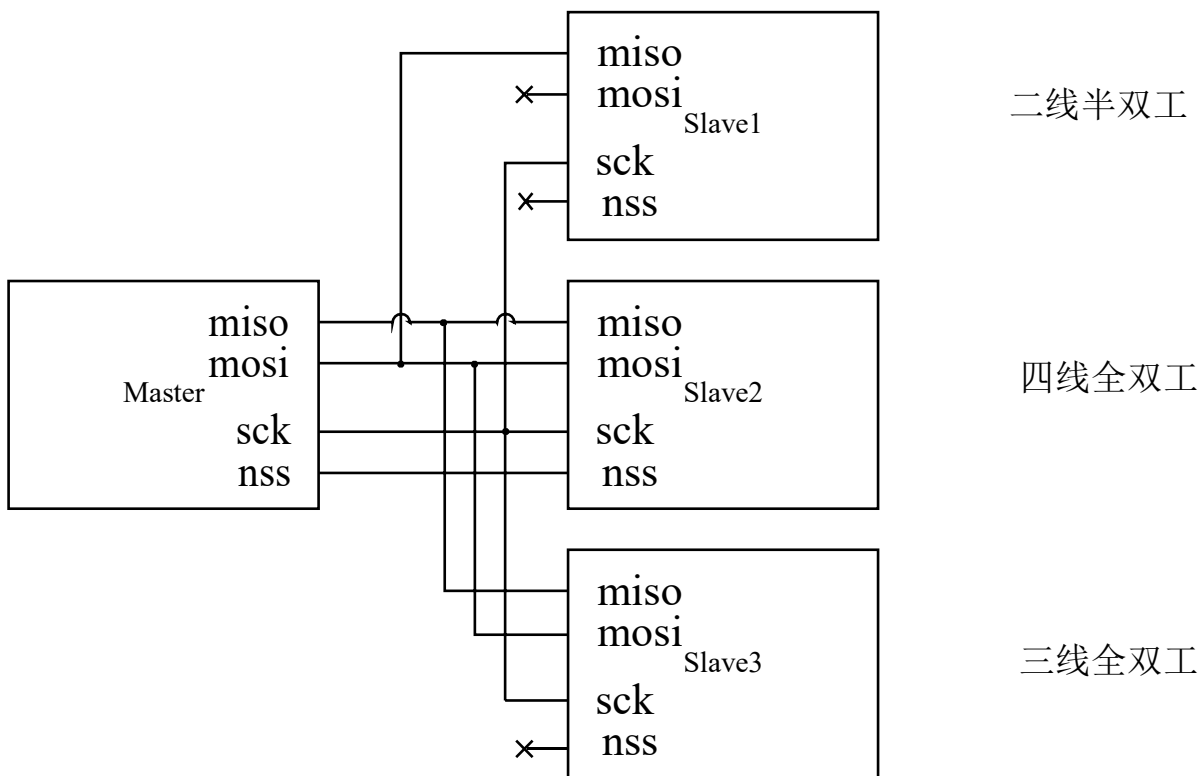 miso
mosi
Slave1
sck
nss
二线半双工
miso
mosi
Master
sck
nss
miso
mosi
Slave2
sck
nss
四线全双工
miso
mosi
Slave3
sck
nss
三线全双工